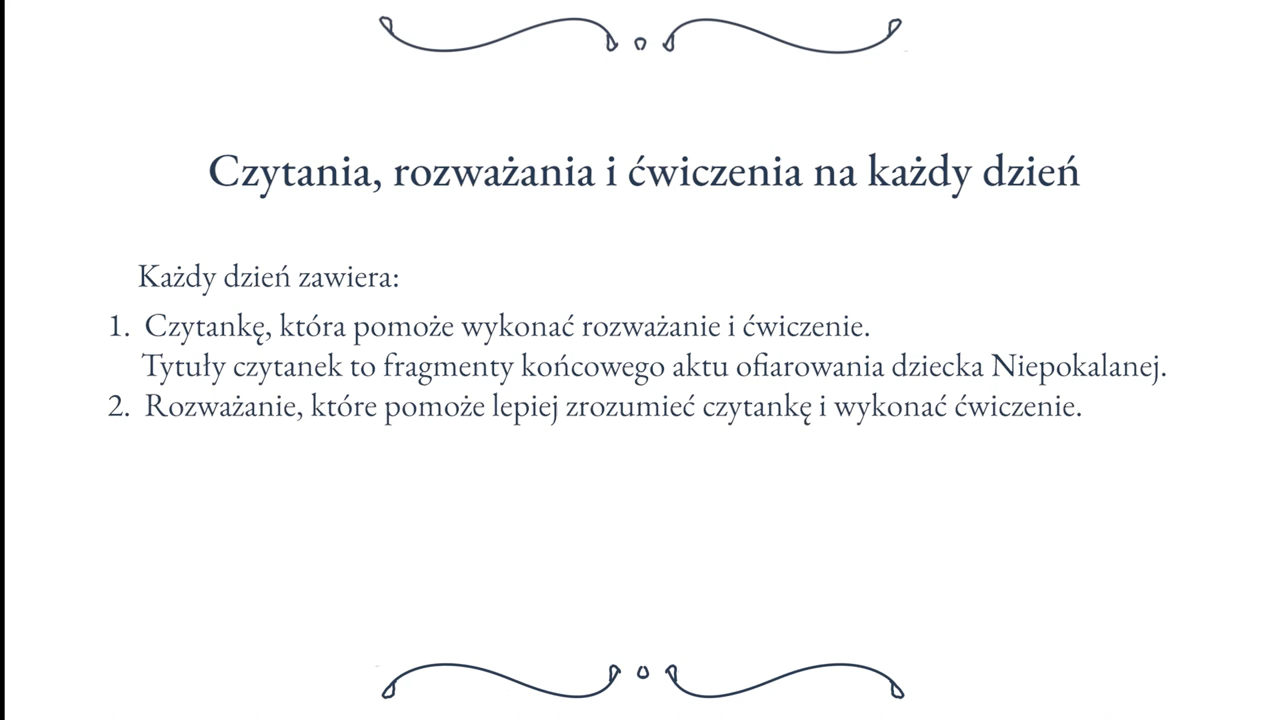 Czytania, rozważania i ćwiczenia na każdy dzień
Każdy dzień zawiera:
1. Czytankę, która pomoże wykonać rozważanie i ćwiczenie.
Tytuły czytanek to fragmenty końcowego aktu ofiarowania dziecka Niepokalanej.
2. Rozważanie, które pomoże lepiej zrozumieć czytankę i wykonać ćwiczenie.